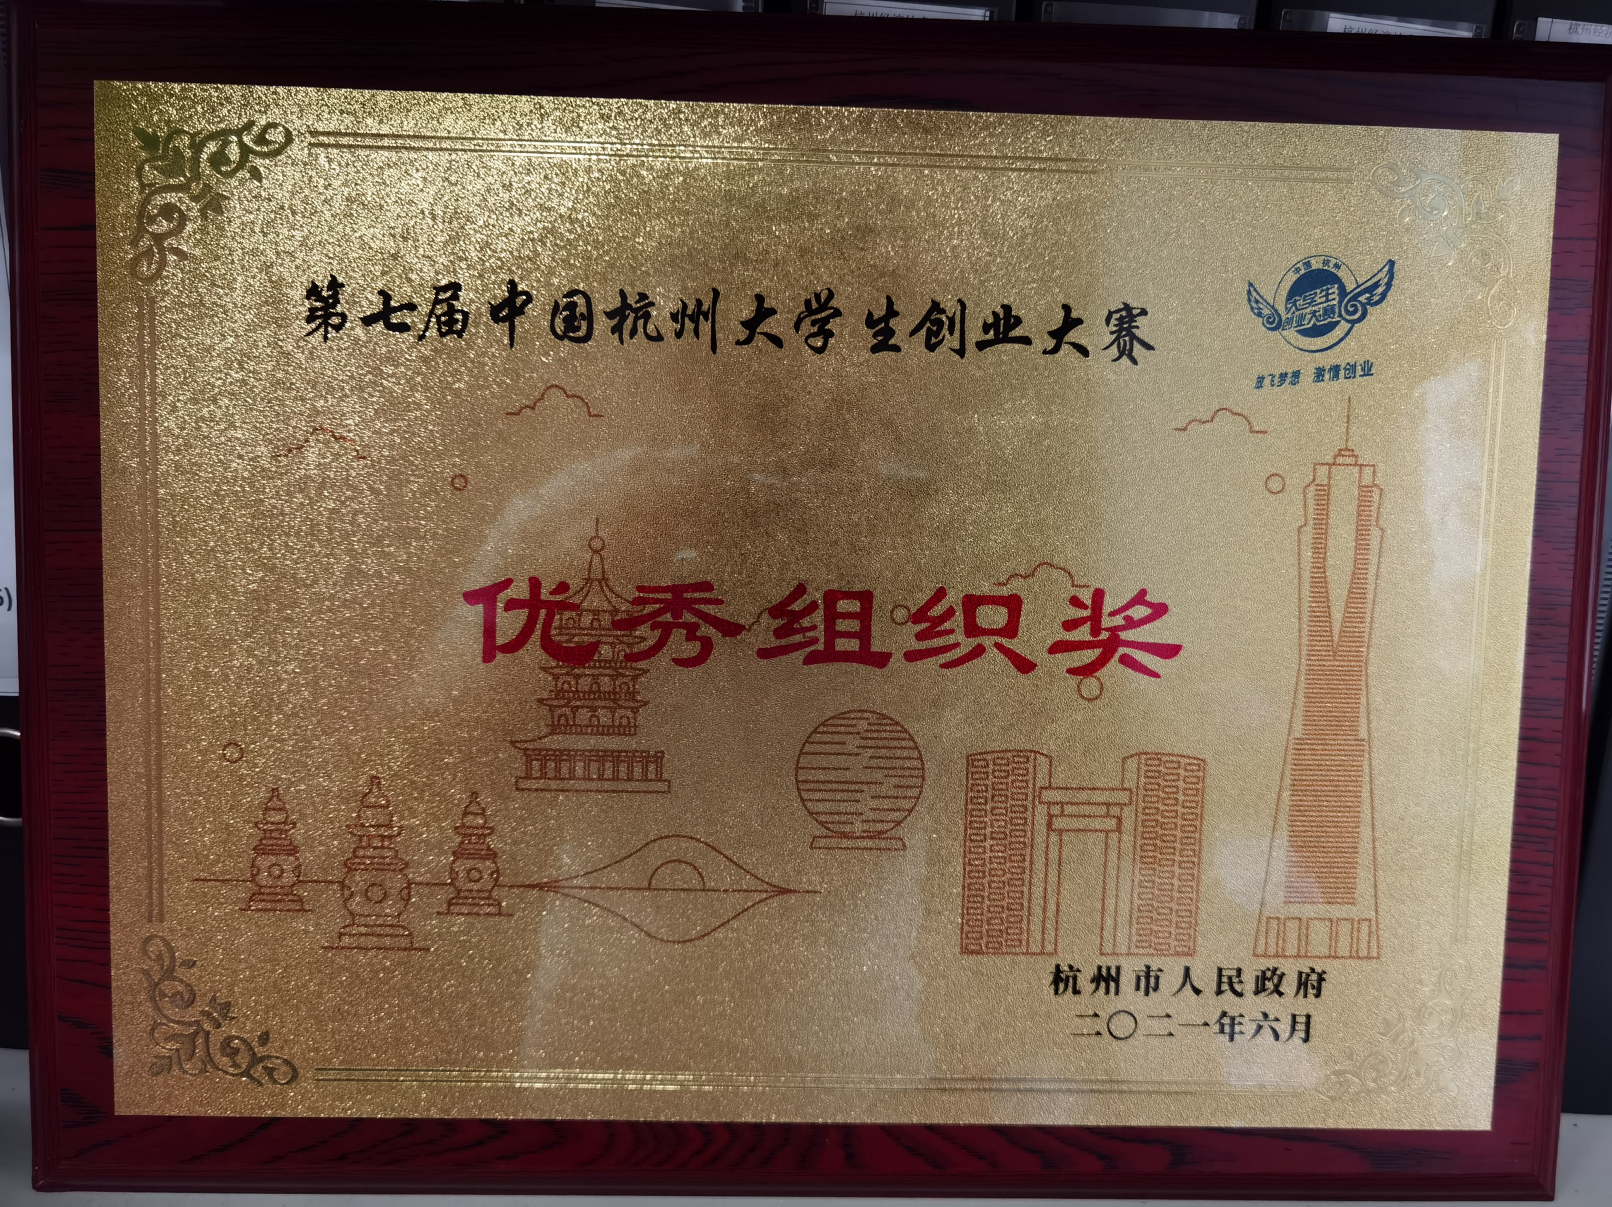 第七届中国杭州大学生创业大赛
中国·杭州
大学生
创业大赛
放飞梦想 激情创业
优秀组织奖
杭州市人民政府
二〇二一年六月